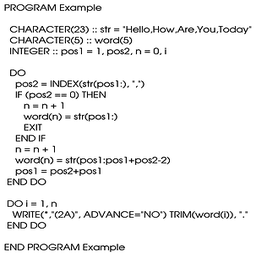 PROGRAM Example
CHARACTER(23) :: str = "Hello,How,Are,You,Today"
CHARACTER(5) :: word(5)
INTEGER :: pos1 = 1, pos2, n = 0, i
DO
pos2 = INDEX(str(pos1:), ",")
IF (pos2 == 0) THEN
n = n + 1
word(n) = str(pos1:)
EXIT
END IF
n = n + 1
word(n) = str(pos1:pos1+pos2-2)
pos1 = pos2+pos1
END DO
DO i = 1, n
WRITE(*,"(2A)", ADVANCE="NO") TRIM(word(i)), "."
END DO
END PROGRAM Example